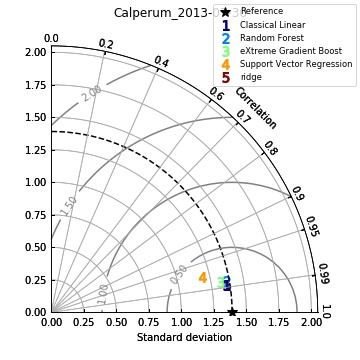 Calperum_2013-
Reference
1 Classical Linear
2 Random Forest
3 eXtreme Gradient Boost
4 Support Vector Regression
5 ridge
Correlation
0.0 0.2 0.4 0.6 0.7 0.8 0.9 0.95 0.99 1.0
2.00
1.75
1.50
1.25
1.00
0.75
0.50
0.25
0.00
2.00
1.50
1.00
0.50
4
3
1
0.00 0.25 0.50 0.75 1.00 1.25 1.50 1.75 2.00
Standard deviation